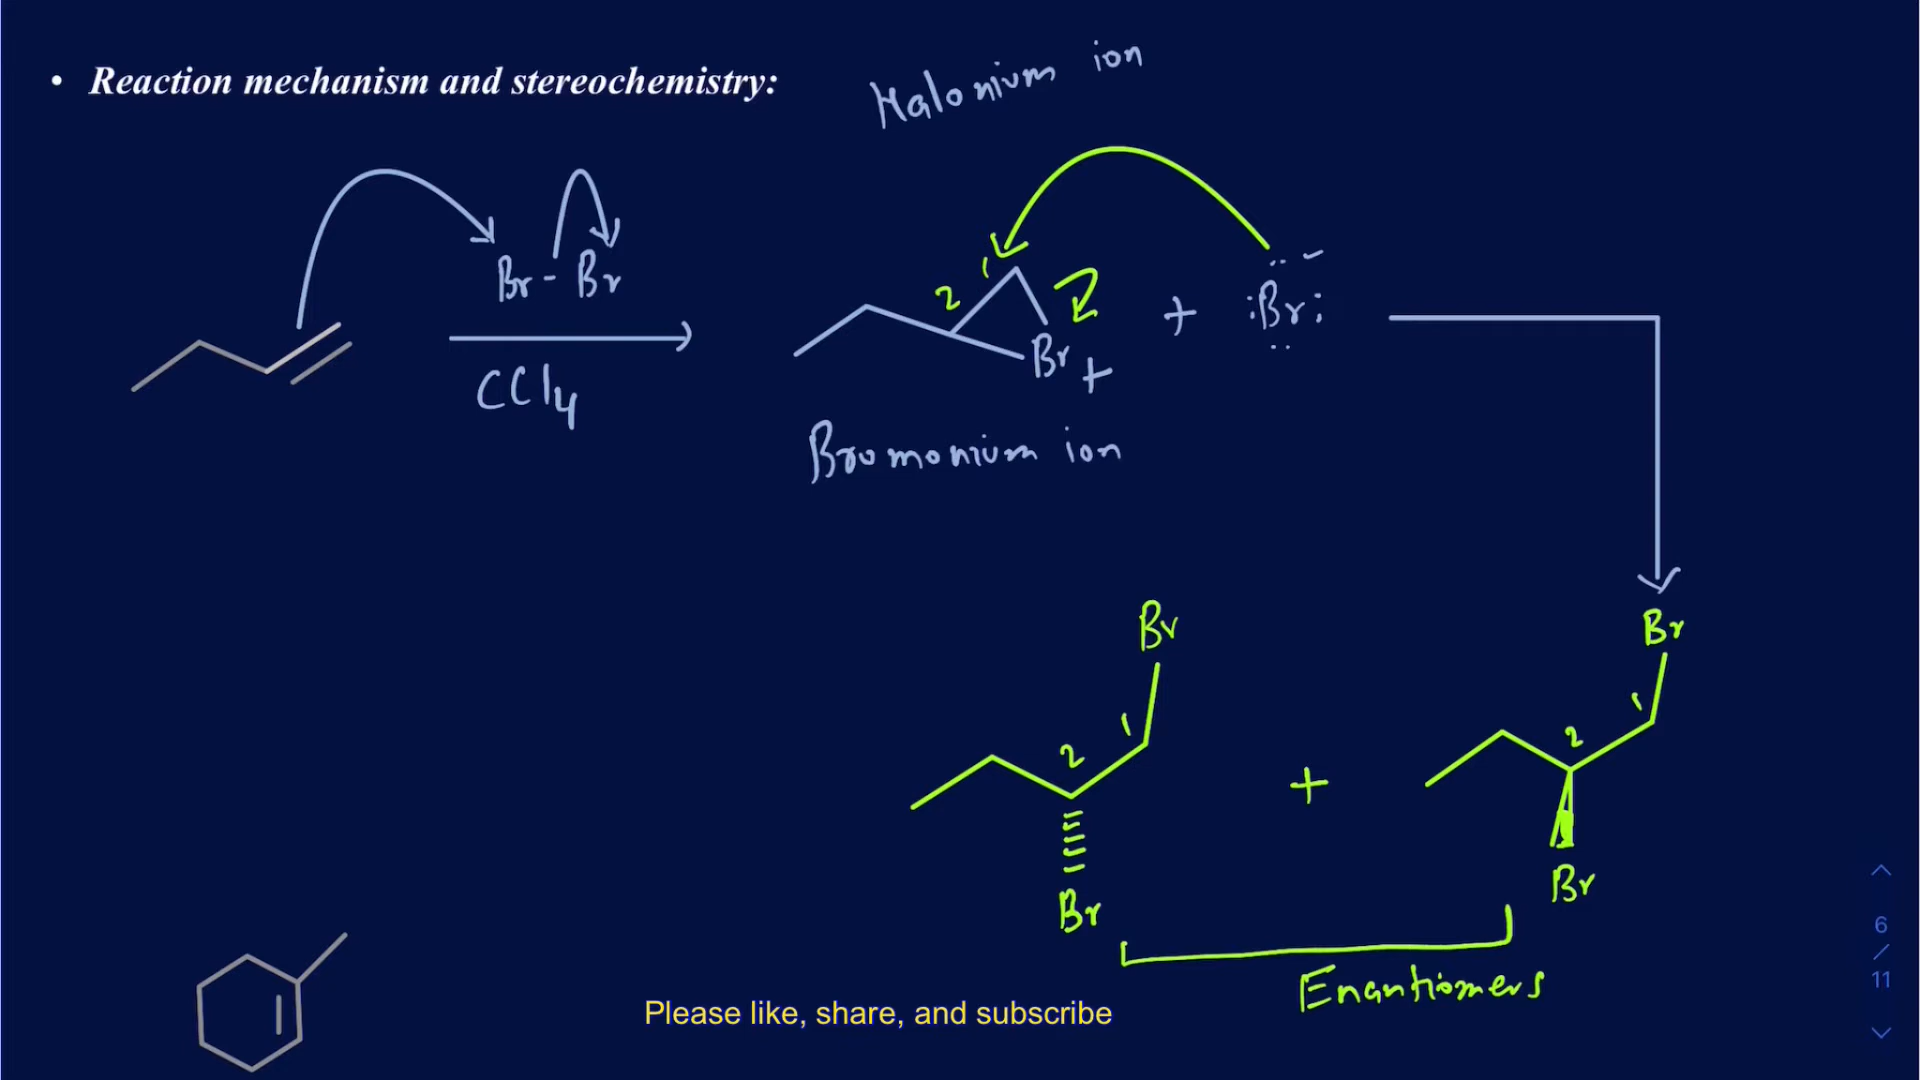 • Reaction mechanism and stereochemistry:
Halonium ion
Br - Br
CCl4
1
2
Br +
+
:Br: -
Bromonium ion
Br
1
2
Br
+
Br
1
2
Br
Enantiomers
Please like, share, and subscribe
6
/
11